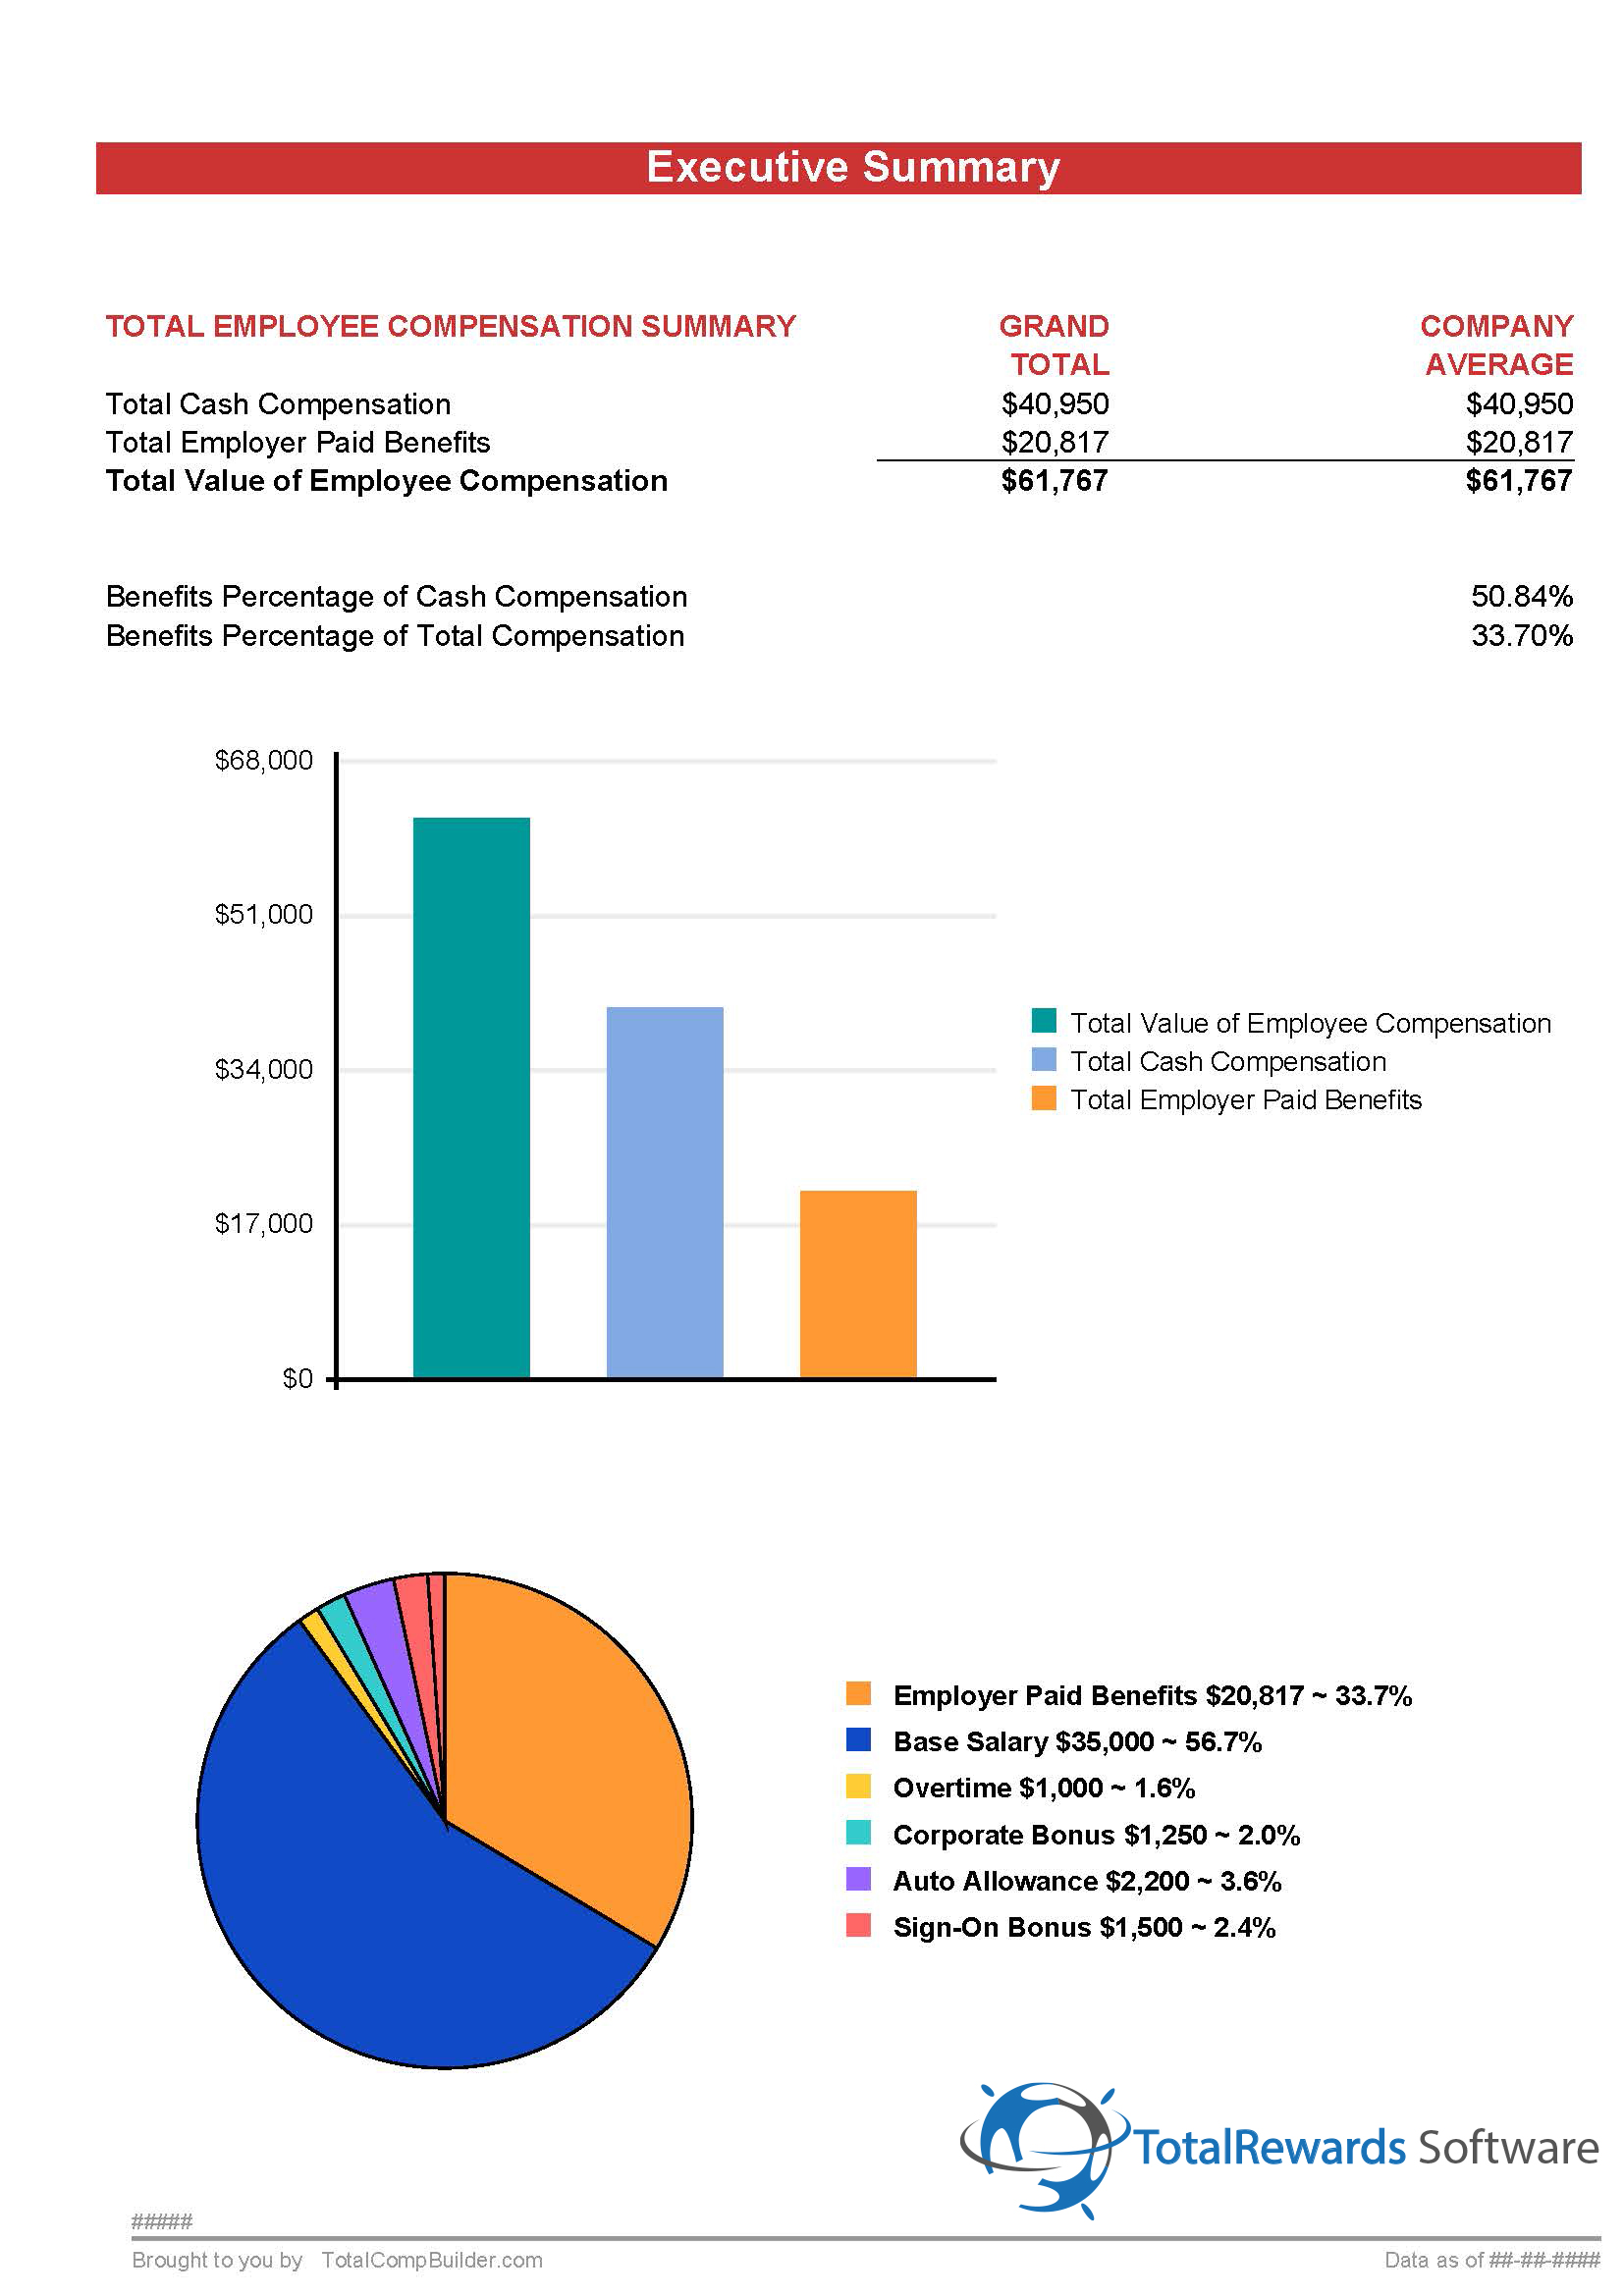 Executive Summary
TOTAL EMPLOYEE COMPENSATION SUMMARY GRAND COMPANY
TOTAL AVERAGE
Total Cash Compensation $40,950 $40,950
Total Employer Paid Benefits $20,817 $20,817
Total Value of Employee Compensation $61,767 $61,767
Benefits Percentage of Cash Compensation 50.84%
Benefits Percentage of Total Compensation 33.70%
$68,000
$51,000
$34,000
$17,000
$0
Total Value of Employee Compensation
Total Cash Compensation
Total Employer Paid Benefits
Employer Paid Benefits $20,817 ~ 33.7%
Base Salary $35,000 ~ 56.7%
Overtime $1,000 ~ 1.6%
Corporate Bonus $1,250 ~ 2.0%
Auto Allowance $2,200 ~ 3.6%
Sign-On Bonus $1,500 ~ 2.4%
TotalRewards Software
#####
Brought to you by TotalCompBuilder.com Data as of ##-##-####